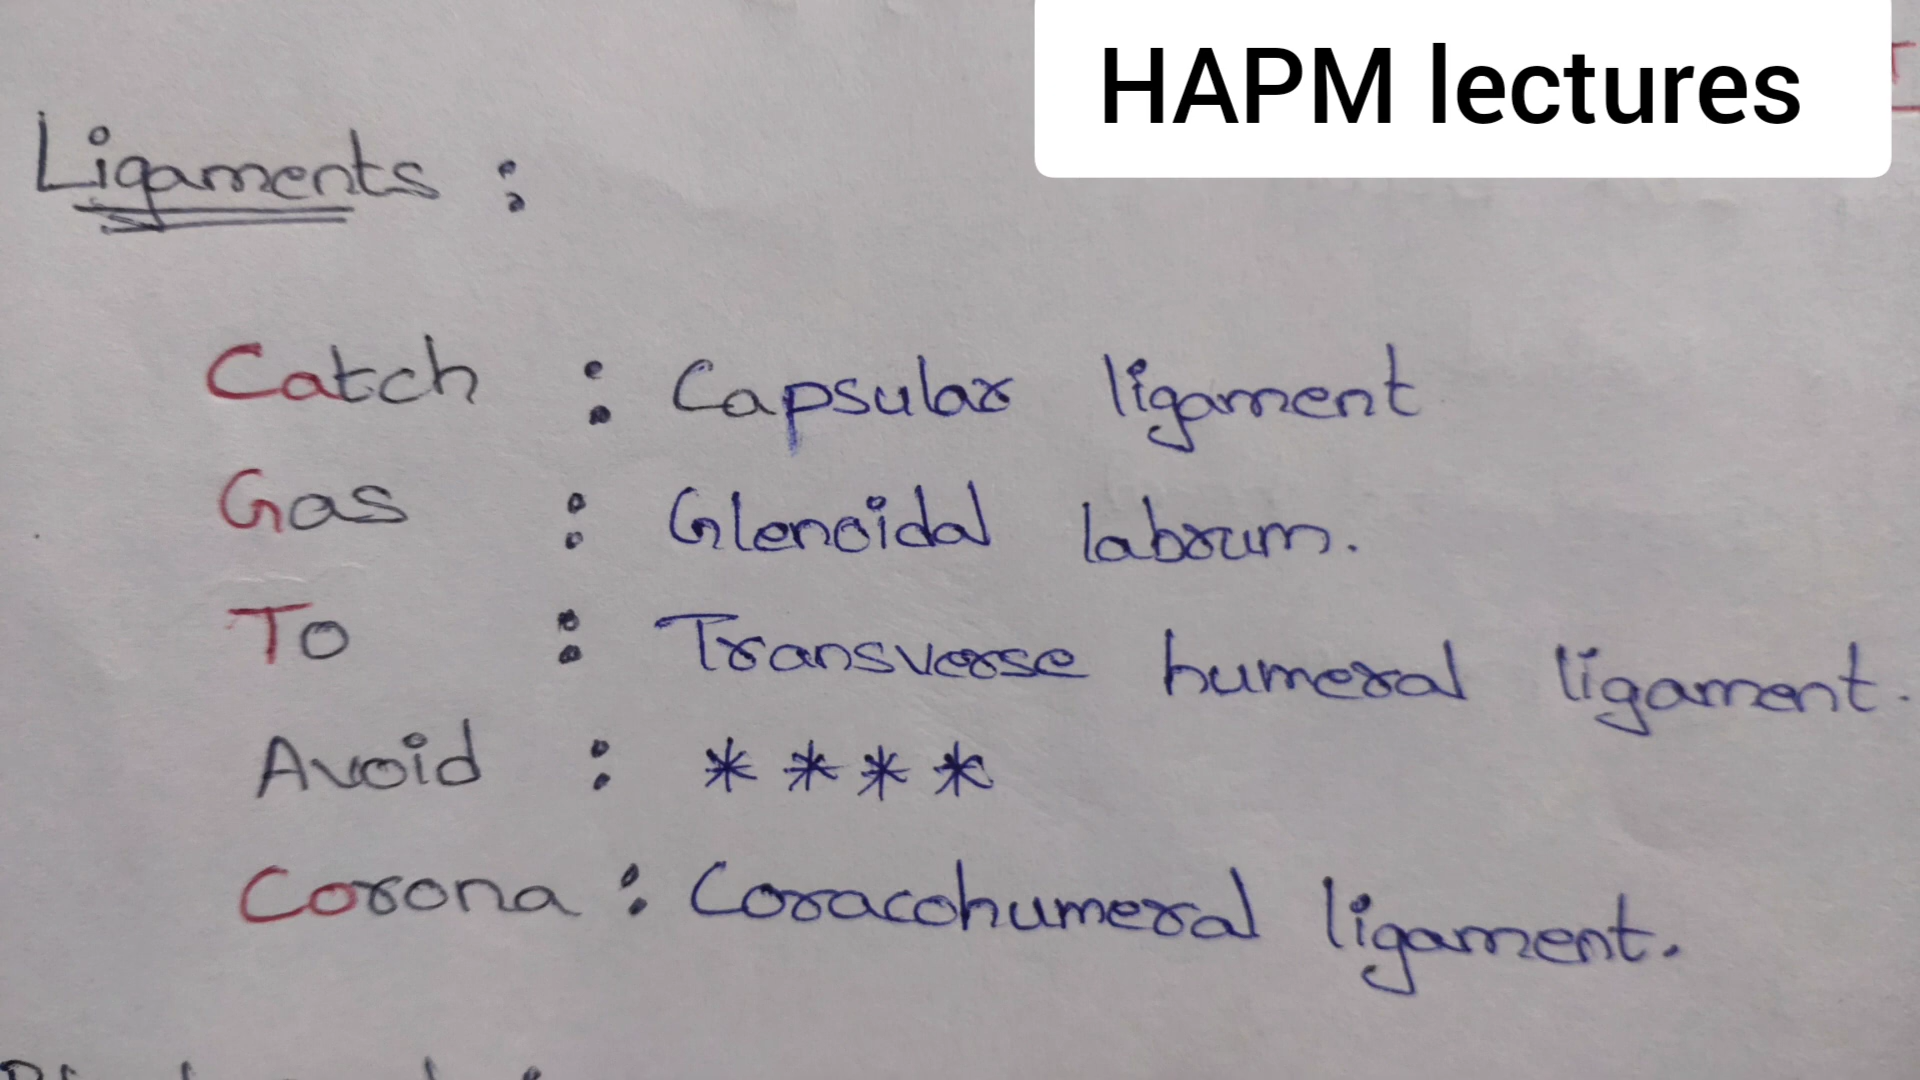 HAPM lectures
Ligaments :
Catch : Capsular ligament
Gas : Glenoidal labrum.
To : Transverse humeral ligament.
Avoid : * * * *
Corona : Coracohumeral ligament.